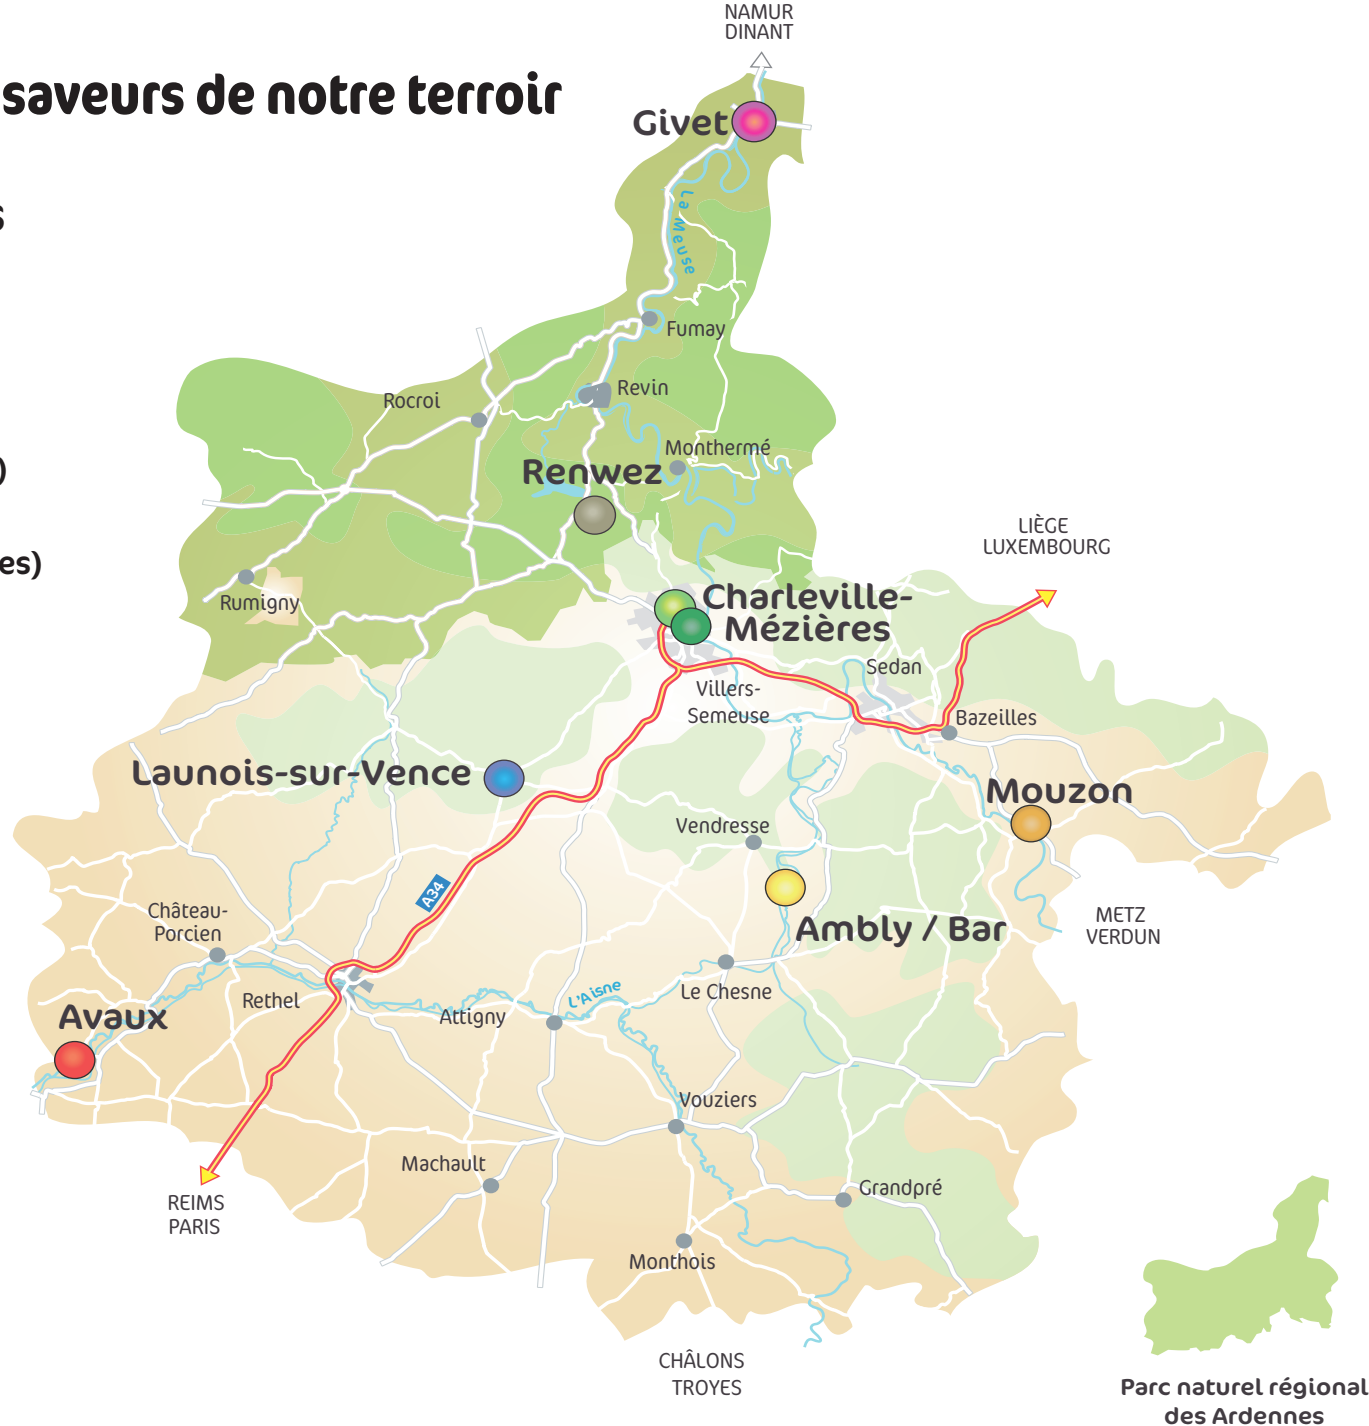 NAMUR
DINANT
saveurs de notre terroir
Givet
s
La Meuse
Fumay
Revin
Rocroi
Monthermé
)
Renwez
LIÈGE
LUXEMBOURG
es)
Rumigny
Charleville-
Mézières
Sedan
Villers-
Semeuse
Bazeilles
Launois-sur-Vence
Mouzon
Vendresse
A34
Château-
Porcien
Ambly / Bar
METZ
VERDUN
Rethel
L'Aisne
Le Chesne
Avaux
Attigny
Vouziers
Machault
Grandpré
REIMS
PARIS
Monthois
CHÂLONS
TROYES
Parc naturel régional
des Ardennes